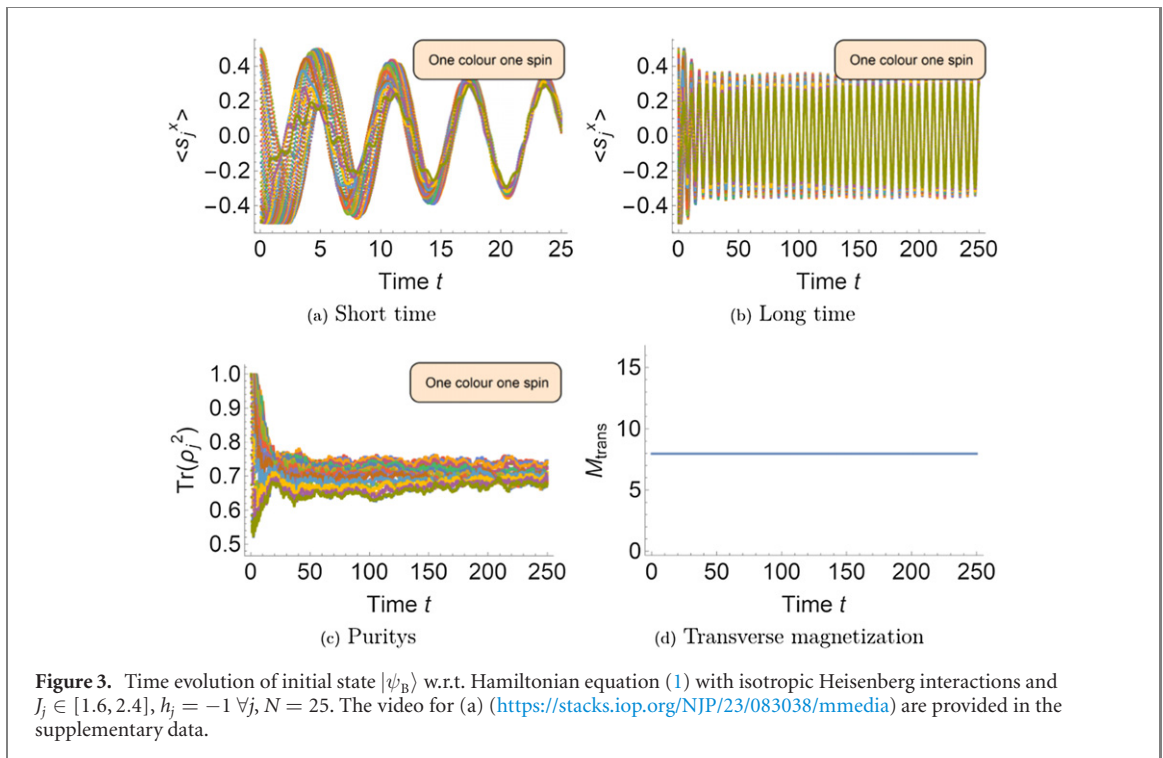 One colour one spin
<s_j^x>
0.4
0.2
0.0
−0.2
−0.4
0 5 10 15 20 25
Time t
(a) Short time
One colour one spin
<s_j^x>
0.4
0.2
0.0
−0.2
−0.4
0 50 100 150 200 250
Time t
(b) Long time
One colour one spin
Tr(ρ_j^2)
1.0
0.9
0.8
0.7
0.6
0.5
0 50 100 150 200 250
Time t
(c) Puritys
M_trans
15
10
5
0
0 50 100 150 200 250
Time t
(d) Transverse magnetization
Figure 3. Time evolution of initial state |ψ_B⟩ w.r.t. Hamiltonian equation (1) with isotropic Heisenberg interactions and
J_j ∈ [1.6, 2.4], h_j = −1 ∀j, N = 25. The video for (a) (https://stacks.iop.org/NJP/23/083038/mmedia) are provided in the
supplementary data.